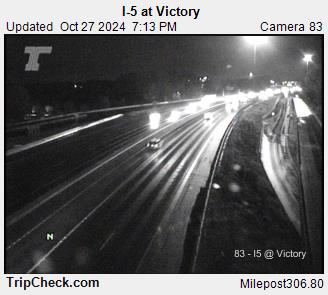 I-5 at Victory
Updated Oct 27 2024 7:13 PM Camera 83
T
N
83 - I5 @ Victory
TripCheck.com Milepost306.80